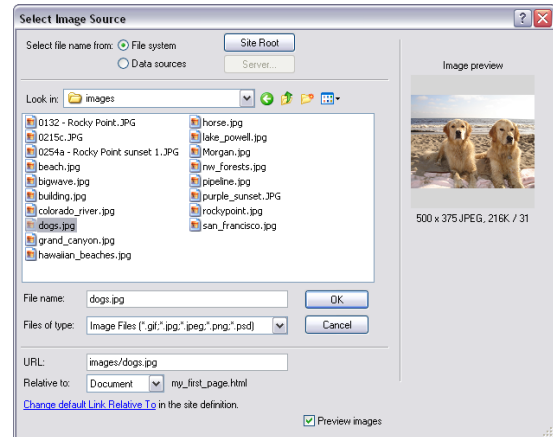 Select Image Source
Select file name from: File system Site Root
Data sources Server...
Image preview
Look in: images
0132 - Rocky Point.JPG
0215c.JPG
0254a - Rocky Point sunset 1.JPG
beach.jpg
bigwave.jpg
building.jpg
colorado_river.jpg
dogs.jpg
grand_canyon.jpg
hawaiian_beaches.jpg
horse.jpg
lake_powell.jpg
Morgan.jpg
nw_forests.jpg
pipeline.jpg
purple_sunset.JPG
rockypoint.jpg
san_francisco.jpg
500 x 375 JPEG, 216K / 31
File name: dogs.jpg OK
Files of type: Image Files (*.gif;*.jpg;*.jpeg;*.png;*.psd) Cancel
URL: images/dogs.jpg
Relative to: Document my_first_page.html
Change default Link Relative To in the site definition.
Preview images